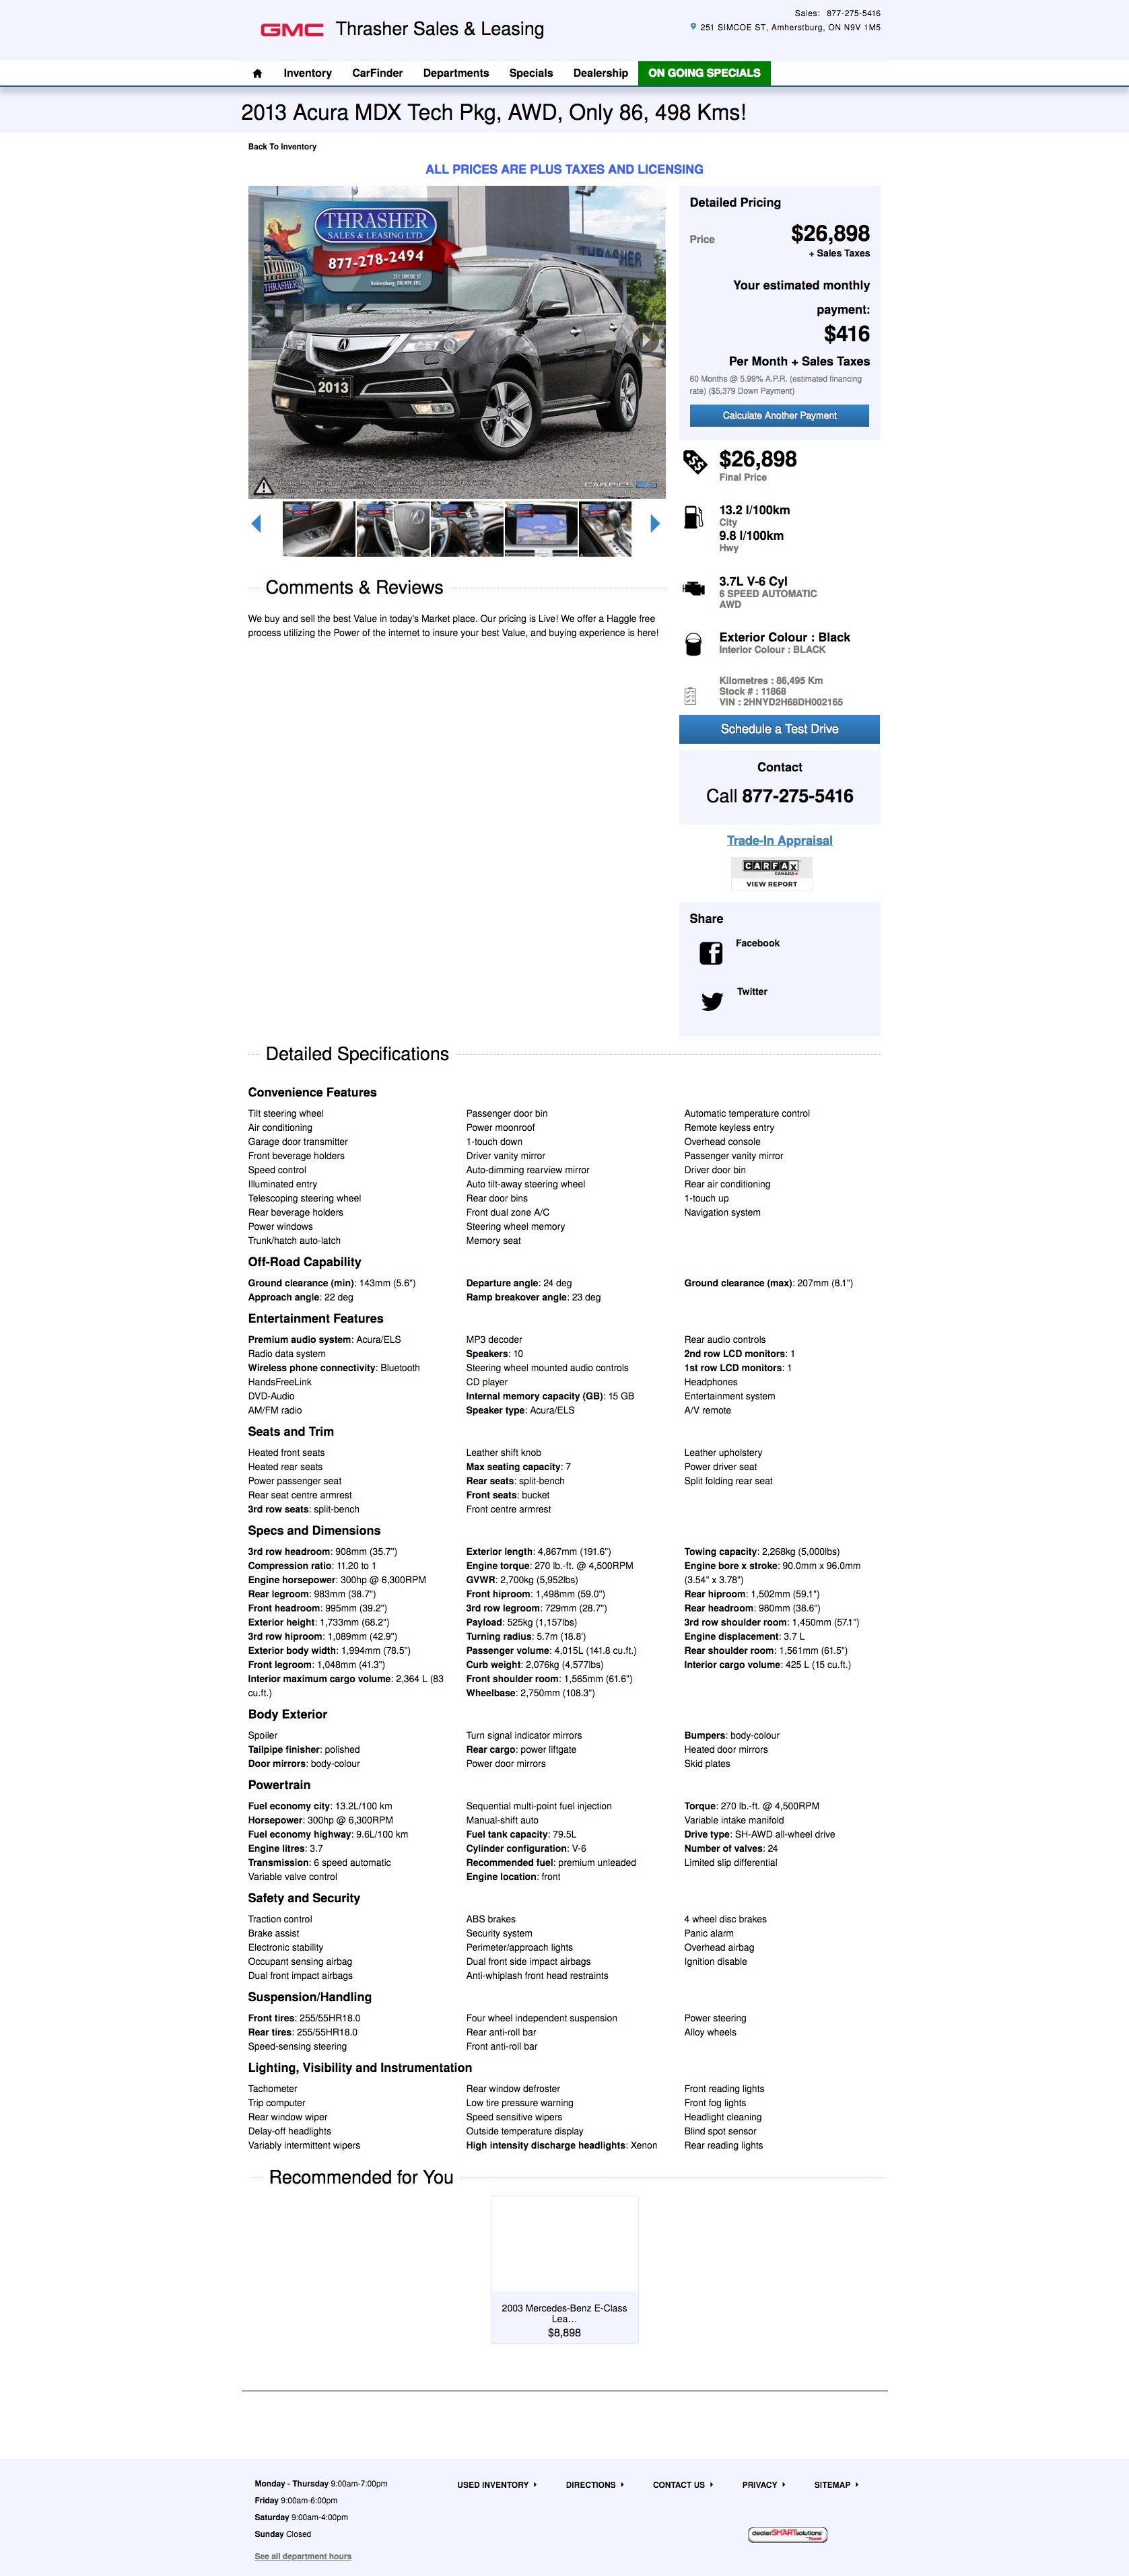 Sales: 877-275-5416
GMC Thrasher Sales & Leasing
251 SIMCOE ST, Amherstburg, ON N9V 1M5
Inventory CarFinder Departments Specials Dealership ON GOING SPECIALS
2013 Acura MDX Tech Pkg, AWD, Only 86, 498 Kms!
Back To Inventory
ALL PRICES ARE PLUS TAXES AND LICENSING
THRASHER
SALES & LEASING LTD.
877-278-2494
251 SIMCOE ST
Amherstburg, ON N9V 1M5
THRASHER
THRASHER
2013
Detailed Pricing
Price $26,898
+ Sales Taxes
Your estimated monthly
payment:
$416
Per Month + Sales Taxes
60 Months @ 5.99% A.P.R. (estimated financing
rate) ($5,379 Down Payment)
Calculate Another Payment
$26,898
Final Price
13.2 l/100km
City
9.8 l/100km
Hwy
3.7L V-6 Cyl
6 SPEED AUTOMATIC
AWD
Exterior Colour : Black
Interior Colour : BLACK
Kilometres : 86,495 Km
Stock # : 11868
VIN : 2HNYD2H68DH002165
Schedule a Test Drive
Contact
Call 877-275-5416
Trade-In Appraisal
CARFAX
CANADA
VIEW REPORT
Share
Facebook
Twitter
Comments & Reviews
We buy and sell the best Value in today's Market place. Our pricing is Live! We offer a Haggle free
process utilizing the Power of the internet to insure your best Value, and buying experience is here!
Detailed Specifications
Convenience Features
Tilt steering wheel Passenger door bin Automatic temperature control
Air conditioning Power moonroof Remote keyless entry
Garage door transmitter 1-touch down Overhead console
Front beverage holders Driver vanity mirror Passenger vanity mirror
Speed control Auto-dimming rearview mirror Driver door bin
Illuminated entry Auto tilt-away steering wheel Rear air conditioning
Telescoping steering wheel Rear door bins 1-touch up
Rear beverage holders Front dual zone A/C Navigation system
Power windows Steering wheel memory
Trunk/hatch auto-latch Memory seat
Off-Road Capability
Ground clearance (min): 143mm (5.6") Departure angle: 24 deg Ground clearance (max): 207mm (8.1")
Approach angle: 22 deg Ramp breakover angle: 23 deg
Entertainment Features
Premium audio system: Acura/ELS MP3 decoder Rear audio controls
Radio data system Speakers: 10 2nd row LCD monitors: 1
Wireless phone connectivity: Bluetooth Steering wheel mounted audio controls 1st row LCD monitors: 1
HandsFreeLink CD player Headphones
DVD-Audio Internal memory capacity (GB): 15 GB Entertainment system
AM/FM radio Speaker type: Acura/ELS A/V remote
Seats and Trim
Heated front seats Leather shift knob Leather upholstery
Heated rear seats Max seating capacity: 7 Power driver seat
Power passenger seat Rear seats: split-bench Split folding rear seat
Rear seat centre armrest Front seats: bucket
3rd row seats: split-bench Front centre armrest
Specs and Dimensions
3rd row headroom: 908mm (35.7") Exterior length: 4,867mm (191.6") Towing capacity: 2,268kg (5,000lbs)
Compression ratio: 11.20 to 1 Engine torque: 270 lb.-ft. @ 4,500RPM Engine bore x stroke: 90.0mm x 96.0mm
Engine horsepower: 300hp @ 6,300RPM GVWR: 2,700kg (5,952lbs) (3.54" x 3.78")
Rear legroom: 983mm (38.7") Front hiproom: 1,498mm (59.0") Rear hiproom: 1,502mm (59.1")
Front headroom: 995mm (39.2") 3rd row legroom: 729mm (28.7") Rear headroom: 980mm (38.6")
Exterior height: 1,733mm (68.2") Payload: 525kg (1,157lbs) 3rd row shoulder room: 1,450mm (57.1")
3rd row hiproom: 1,089mm (42.9") Turning radius: 5.7m (18.8') Engine displacement: 3.7 L
Exterior body width: 1,994mm (78.5") Passenger volume: 4,015L (141.8 cu.ft.) Rear shoulder room: 1,561mm (61.5")
Front legroom: 1,048mm (41.3") Curb weight: 2,076kg (4,577lbs) Interior cargo volume: 425 L (15 cu.ft.)
Interior maximum cargo volume: 2,364 L (83 Front shoulder room: 1,565mm (61.6")
cu.ft.) Wheelbase: 2,750mm (108.3")
Body Exterior
Spoiler Turn signal indicator mirrors Bumpers: body-colour
Tailpipe finisher: polished Rear cargo: power liftgate Heated door mirrors
Door mirrors: body-colour Power door mirrors Skid plates
Powertrain
Fuel economy city: 13.2L/100 km Sequential multi-point fuel injection Torque: 270 lb.-ft. @ 4,500RPM
Horsepower: 300hp @ 6,300RPM Manual-shift auto Variable intake manifold
Fuel economy highway: 9.6L/100 km Fuel tank capacity: 79.5L Drive type: SH-AWD all-wheel drive
Engine litres: 3.7 Cylinder configuration: V-6 Number of valves: 24
Transmission: 6 speed automatic Recommended fuel: premium unleaded Limited slip differential
Variable valve control Engine location: front
Safety and Security
Traction control ABS brakes 4 wheel disc brakes
Brake assist Security system Panic alarm
Electronic stability Perimeter/approach lights Overhead airbag
Occupant sensing airbag Dual front side impact airbags Ignition disable
Dual front impact airbags Anti-whiplash front head restraints
Suspension/Handling
Front tires: 255/55HR18.0 Four wheel independent suspension Power steering
Rear tires: 255/55HR18.0 Rear anti-roll bar Alloy wheels
Speed-sensing steering Front anti-roll bar
Lighting, Visibility and Instrumentation
Tachometer Rear window defroster Front reading lights
Trip computer Low tire pressure warning Front fog lights
Rear window wiper Speed sensitive wipers Headlight cleaning
Delay-off headlights Outside temperature display Blind spot sensor
Variably intermittent wipers High intensity discharge headlights: Xenon Rear reading lights
Recommended for You
2003 Mercedes-Benz E-Class
Lea…
$8,898
Monday - Thursday 9:00am-7:00pm USED INVENTORY DIRECTIONS CONTACT US PRIVACY SITEMAP
Friday 9:00am-6:00pm
Saturday 9:00am-4:00pm
Sunday Closed
dealerSMARTsolutions
See all department hours